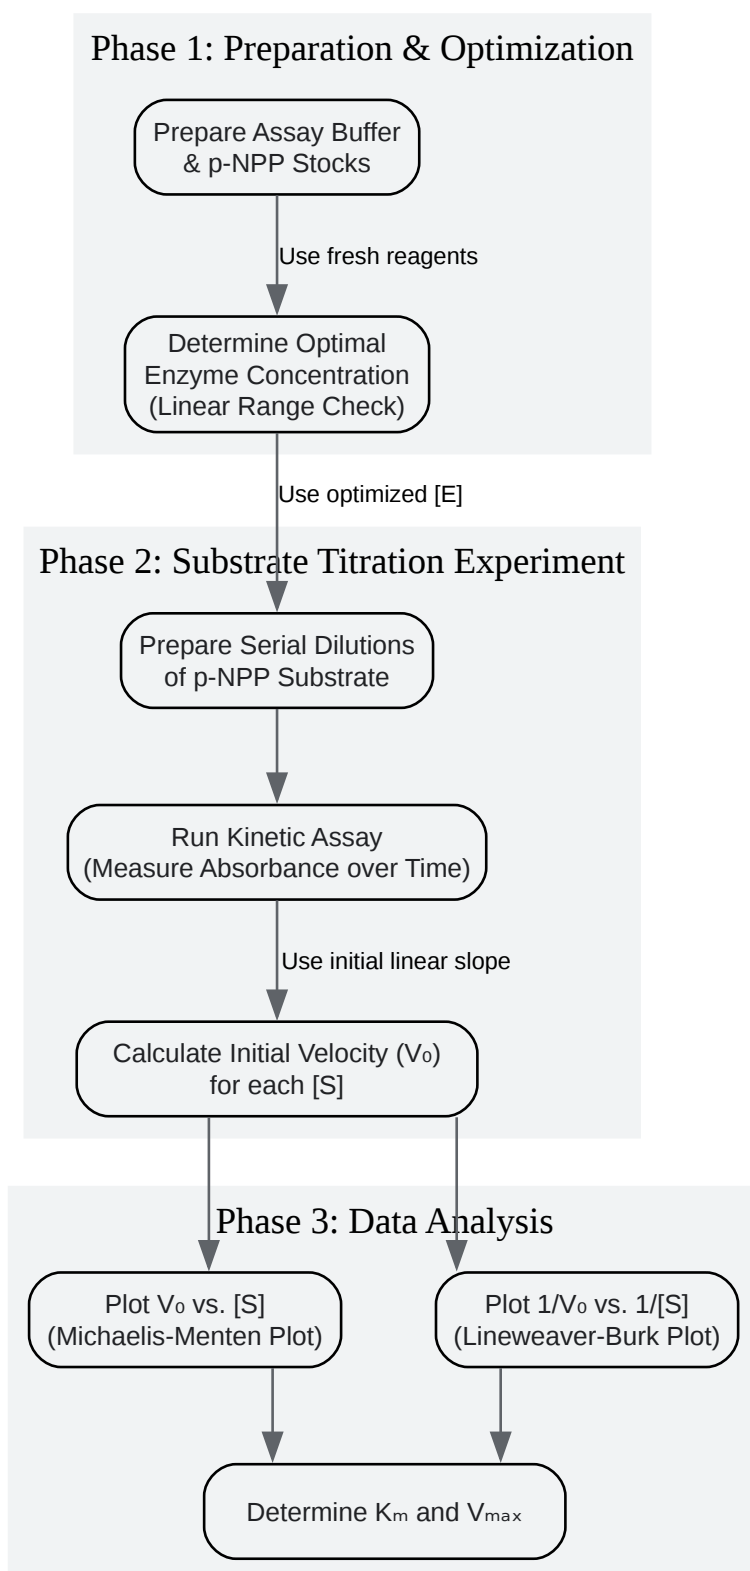 Phase 1: Preparation & Optimization
Prepare Assay Buffer
& p-NPP Stocks
Use fresh reagents
Determine Optimal
Enzyme Concentration
(Linear Range Check)
Use optimized [E]
Phase 2: Substrate Titration Experiment
Prepare Serial Dilutions
of p-NPP Substrate
Run Kinetic Assay
(Measure Absorbance over Time)
Use initial linear slope
Calculate Initial Velocity (V₀)
for each [S]
Phase 3: Data Analysis
Plot V₀ vs. [S]
(Michaelis-Menten Plot)
Plot 1/V₀ vs. 1/[S]
(Lineweaver-Burk Plot)
Determine Kₘ and Vₘₐₓ